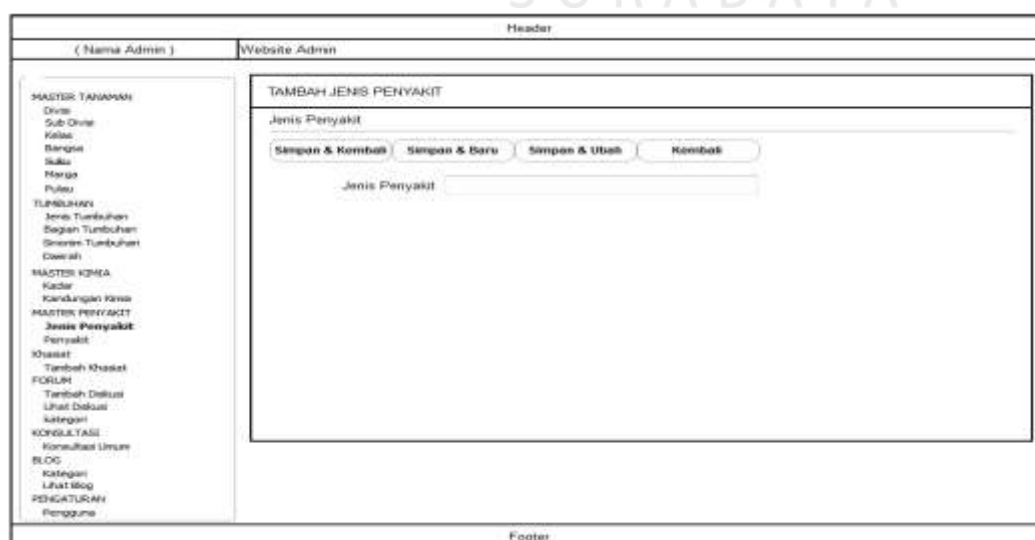 SURABAYA
Header
( Nama Admin )
Website Admin
MASTER TANAMAN
Divisi
Sub Divisi
Kelas
Bangsa
Suku
Marga
Pulau
TUMBUHAN
Jenis Tumbuhan
Bagian Tumbuhan
Sinonim Tumbuhan
Daerah
MASTER KIMIA
Kadar
Kandungan Kimia
MASTER PENYAKIT
Jenis Penyakit
Penyakit
Khasiat
Tambah Khasiat
FORUM
Tambah Diskusi
Lihat Diskusi
kategori
KONSULTASI
Konsultasi Umum
BLOG
Kategori
Lihat Blog
PENGATURAN
Pengguna
TAMBAH JENIS PENYAKIT
Jenis Penyakit
Simpan & Kembali Simpan & Baru Simpan & Ubah Kembali
Jenis Penyakit
Footer